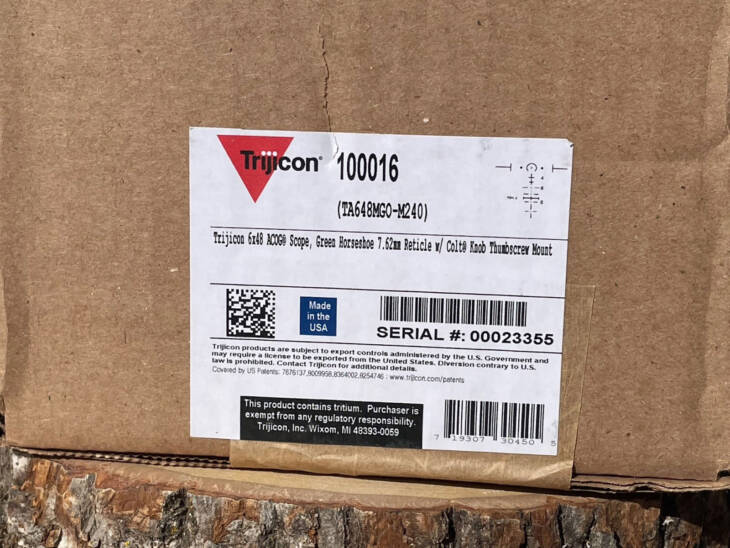 Trijicon® 100016
(TA648MGO-M240)
Trijicon 6x48 ACOG® Scope, Green Horseshoe 7.62mm Reticle w/ Colt® Knob Thumbscrew Mount
Made
in the
USA
SERIAL #: 00023355
Trijicon products are subject to export controls administered by the U.S. Government and
may require a license to be exported from the United States. Diversion contrary to U.S.
law is prohibited. Contact Trijicon for additional details.
Covered by US Patents: 7676137,8009958,8364002,8254746 : www.trijicon.com/patents
This product contains tritium. Purchaser is
exempt from any regulatory responsibility.
Trijicon, Inc. Wixom, MI 48393-0059
7 19307 30450 5